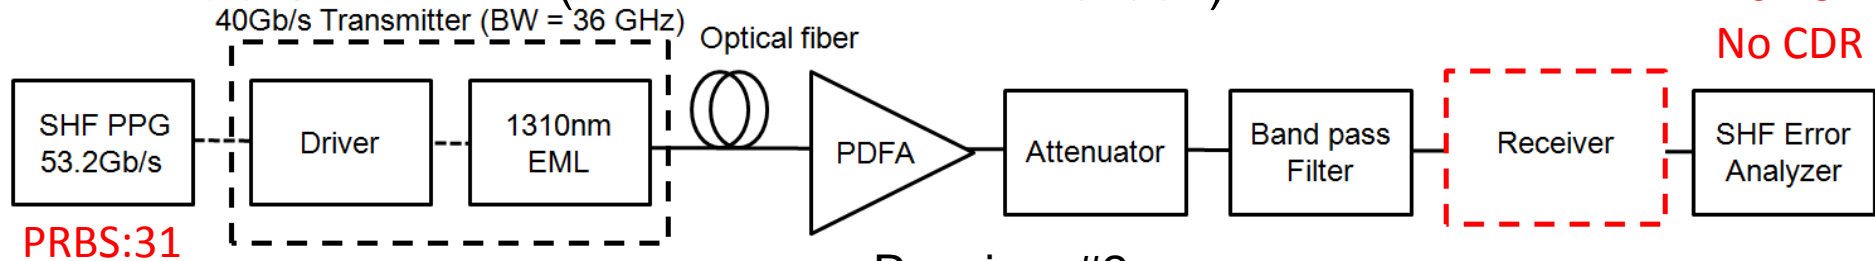 40Gb/s Transmitter (BW = 36 GHz)
Optical fiber
No CDR
SHF PPG
53.2Gb/s
Driver
1310nm
EML
PDFA
Attenuator
Band pass
Filter
Receiver
SHF Error
Analyzer
PRBS:31